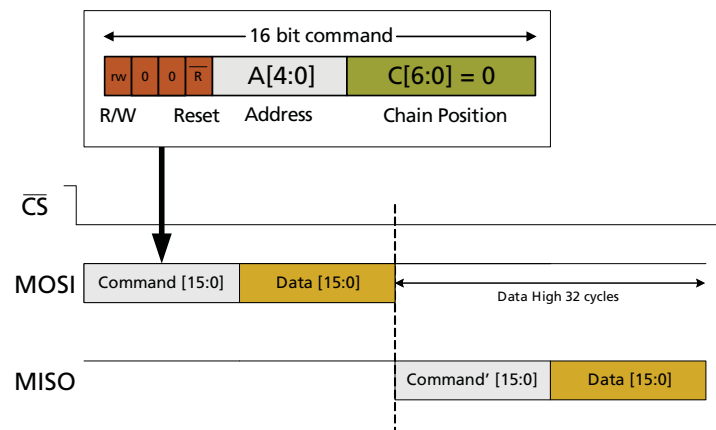 16 bit command
rw 0 0 R̅ A[4:0] C[6:0] = 0
R/W Reset Address Chain Position
C̅S̅
MOSI Command [15:0] Data [15:0] Data High 32 cycles
MISO Command' [15:0] Data [15:0]